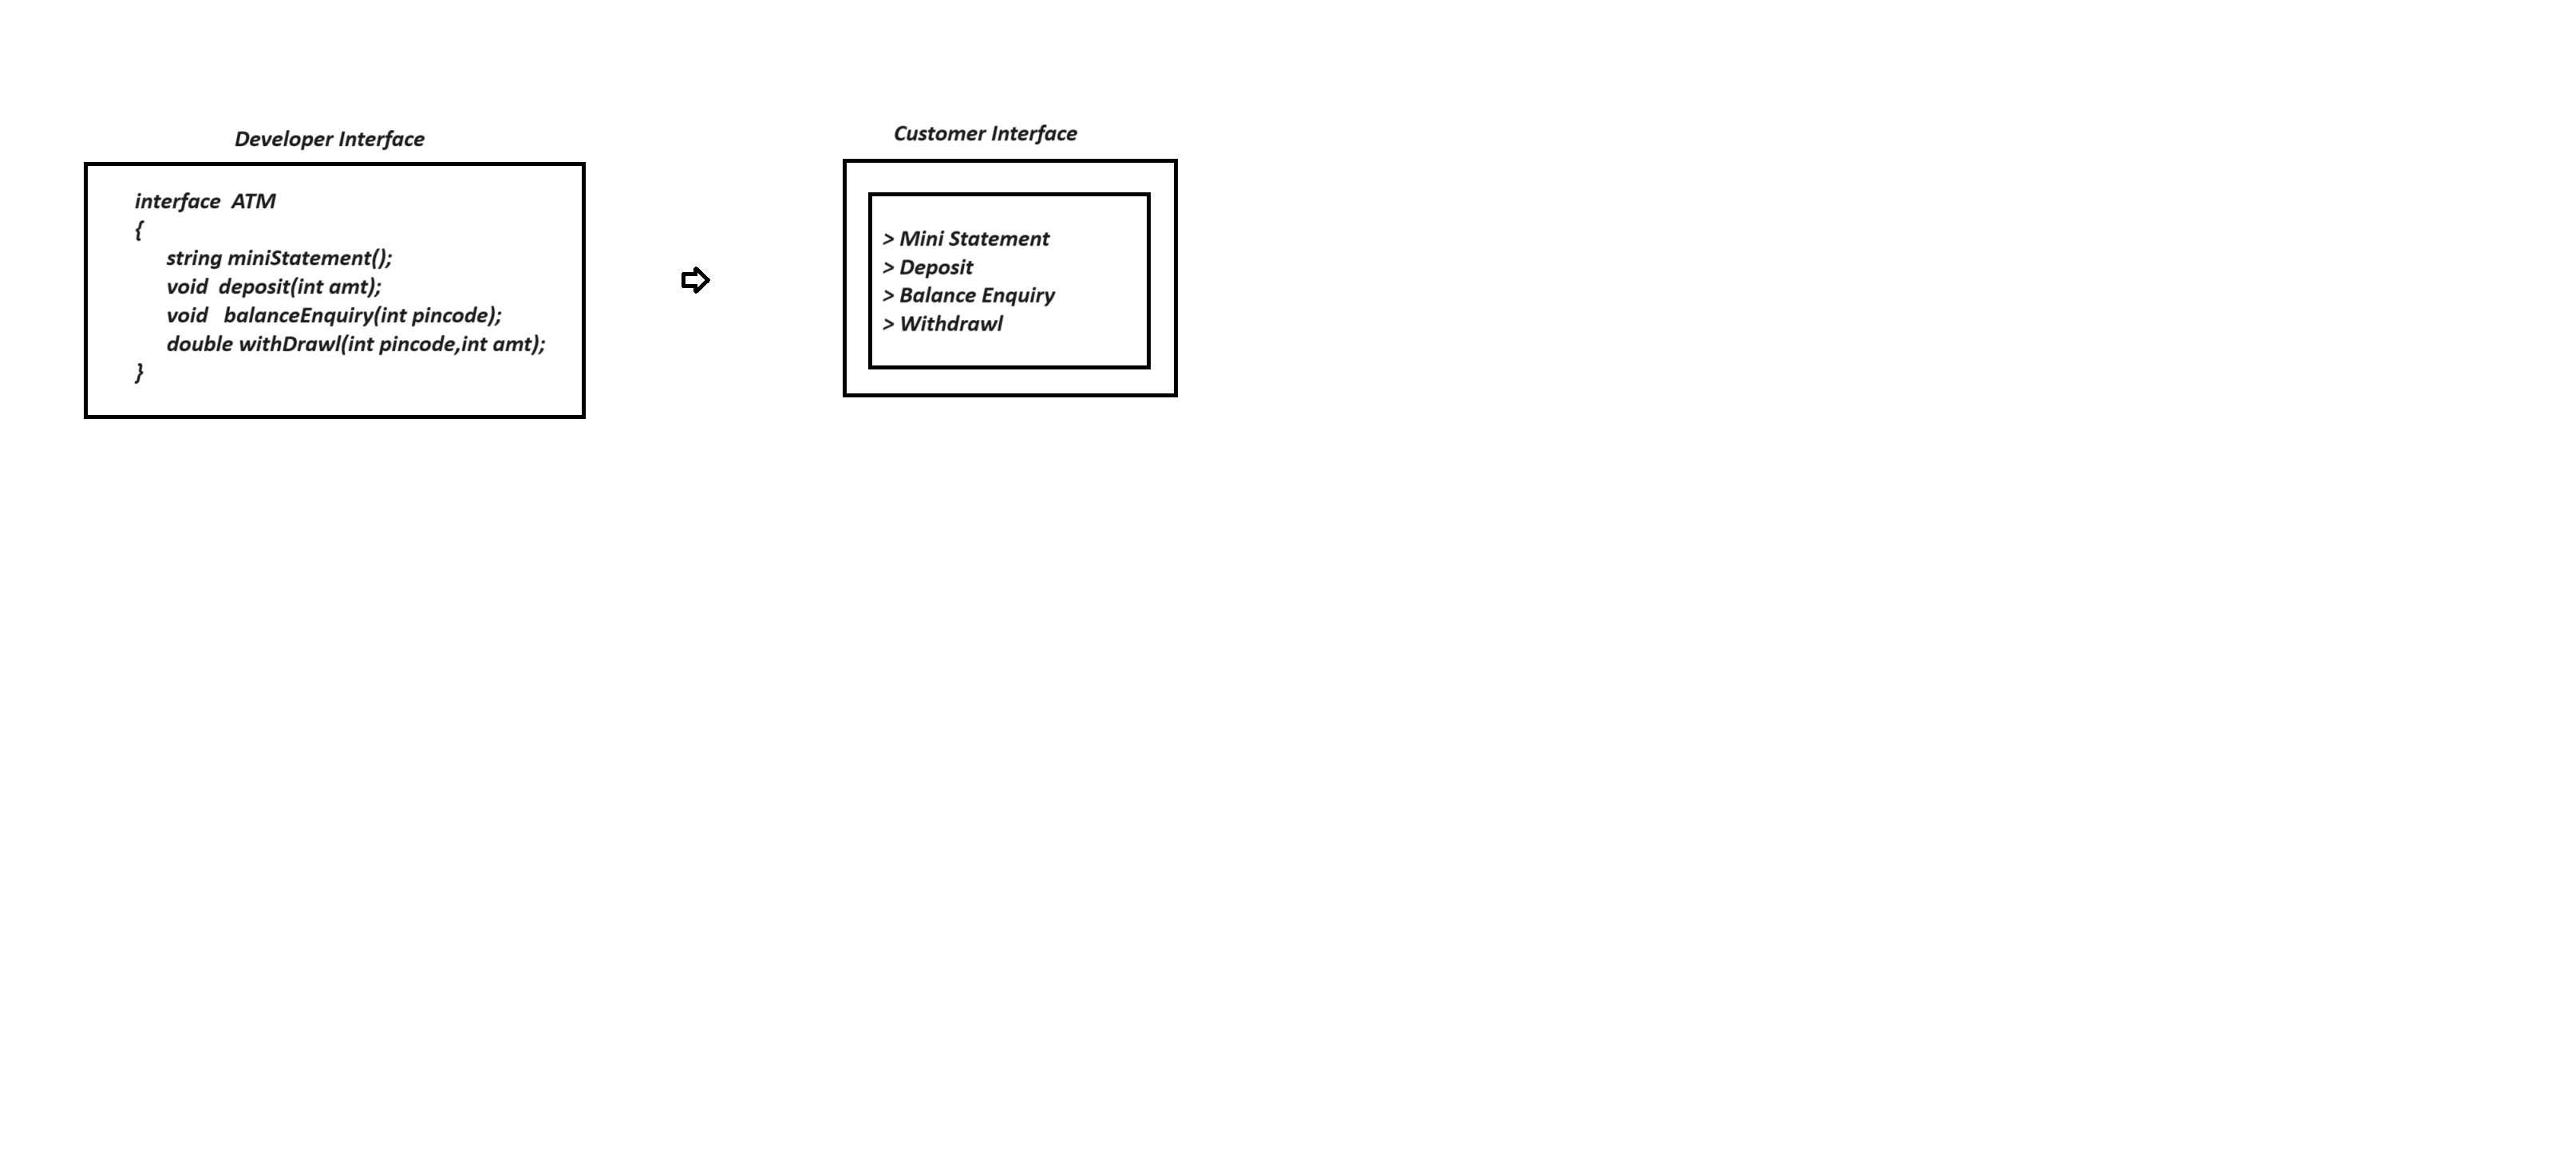 Developer Interface
interface  ATM
{
string miniStatement();
void  deposit(int amt);
void   balanceEnquiry(int pincode);
double withDrawl(int pincode,int amt);
}
Customer Interface
> Mini Statement
> Deposit
> Balance Enquiry
> Withdrawl